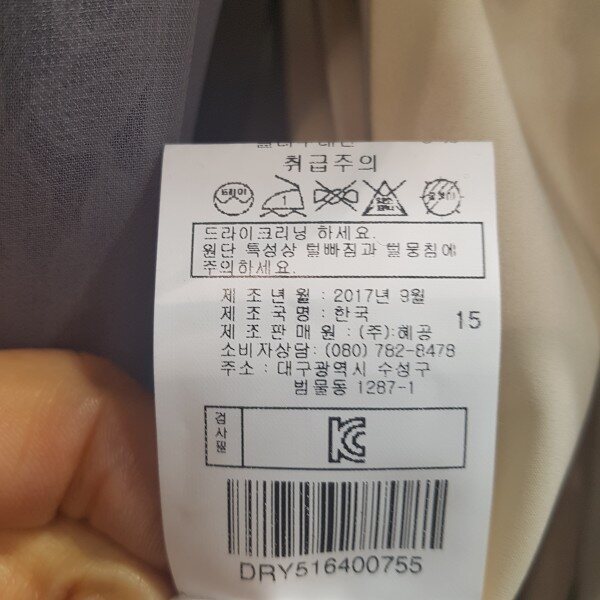 취급주의
드라이
1
드라이크리닝 하세요.
원단 특성상 털빠짐과 털뭉침에
주의하세요.
제 조 년 월 : 2017년 9월
제 조 국 명 : 한국
15
제 조 판 매 원 : (주)혜공
소비자상담: (080) 782-8478
주소 : 대구광역시 수성구
범물동 1287-1
검사필
DRY516400755